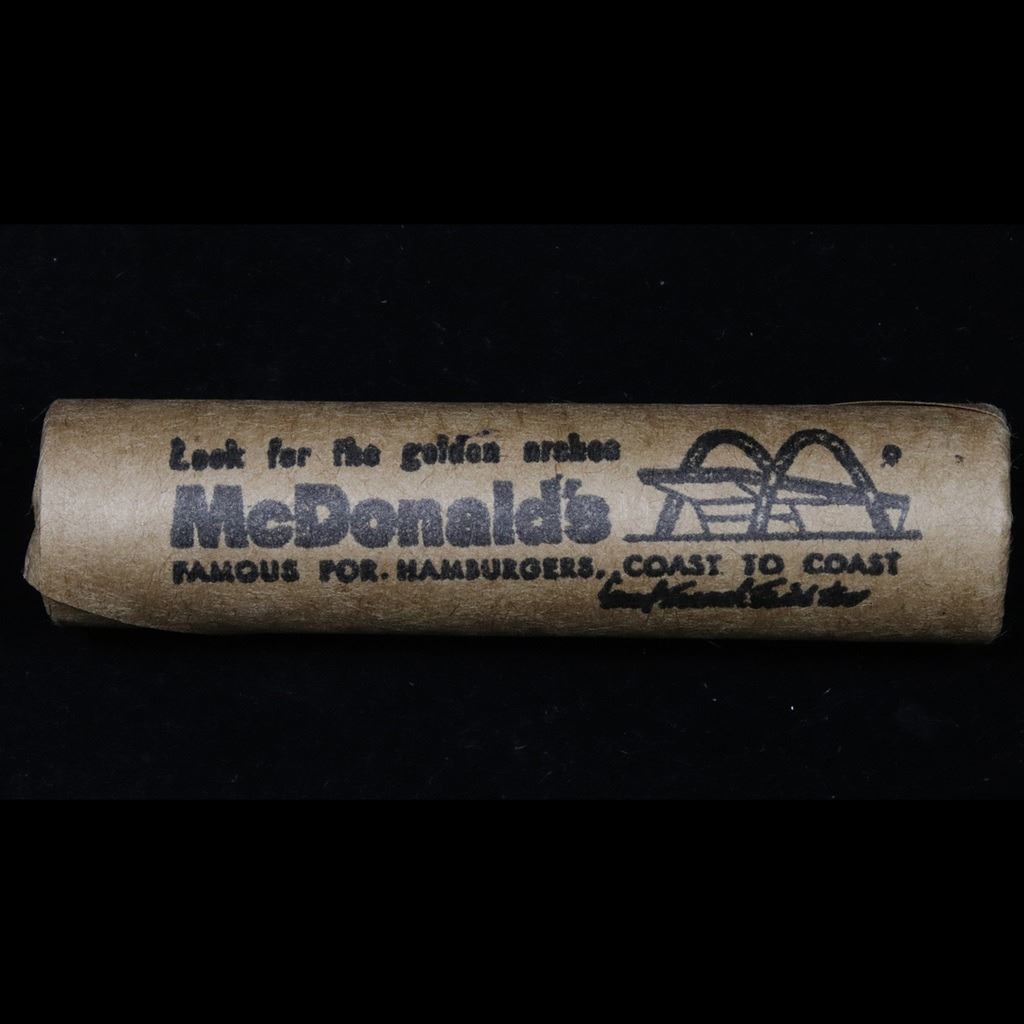 Look for the golden arches
McDonald's
FAMOUS FOR HAMBURGERS, COAST TO COAST